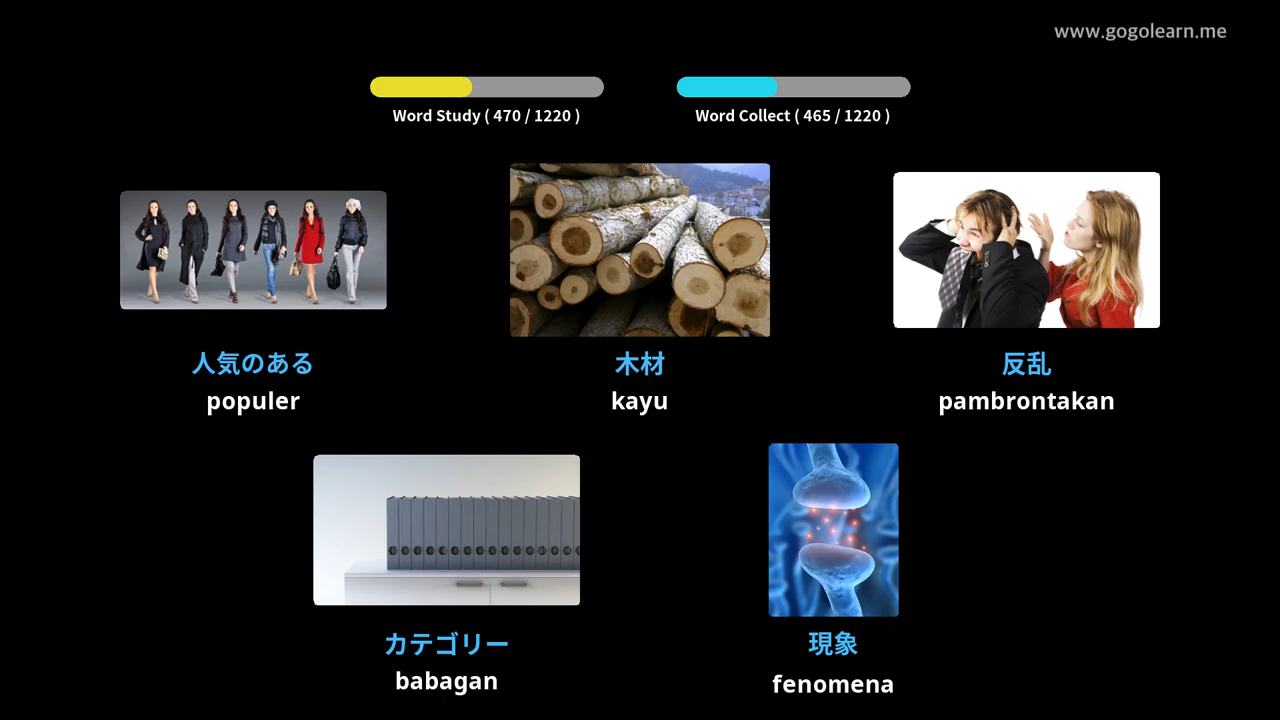 www.gogolearn.me
Word Study ( 470 / 1220 )
Word Collect ( 465 / 1220 )
人気のある
populer
木材
kayu
反乱
pambrontakan
カテゴリー
babagan
現象
fenomena